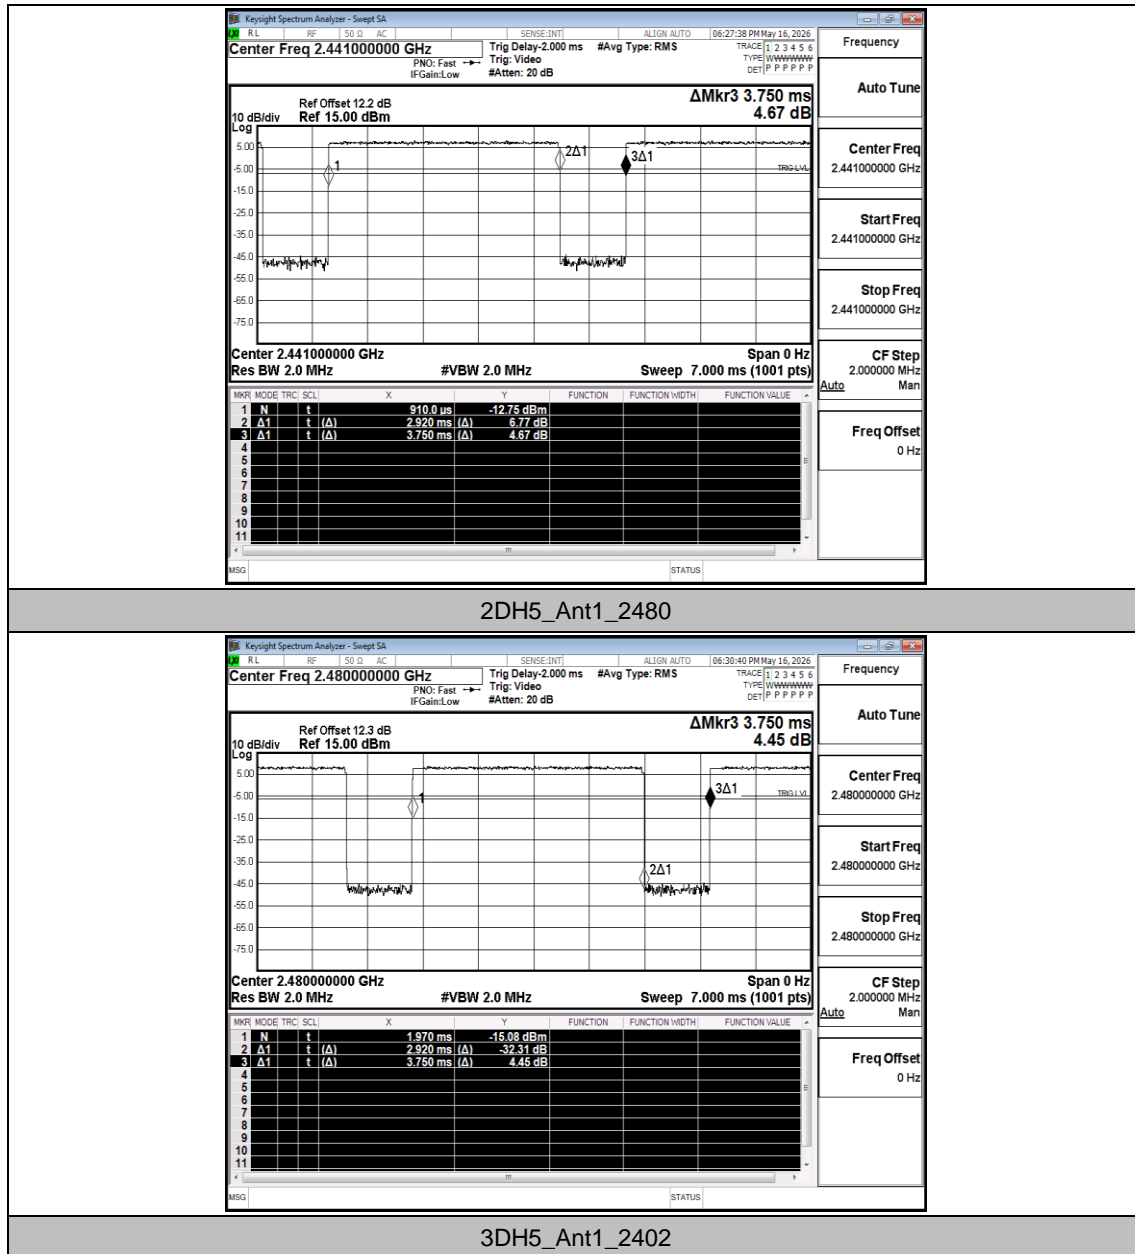 Keysight Spectrum Analyzer - Swept SA
LXI RL RF 50 Ω AC SENSE:INT ALIGN AUTO 06:27:38 PM May 16, 2026
Center Freq 2.441000000 GHz
Trig Delay-2.000 ms #Avg Type: RMS
TRACE 1 2 3 4 5 6
PNO: Fast Trig: Video
TYPE WWWWWW
IFGain:Low #Atten: 20 dB
DET P P P P P P
Frequency
Auto Tune
Center Freq
2.441000000 GHz
Start Freq
2.441000000 GHz
Stop Freq
2.441000000 GHz
CF Step
2.000000 MHz
Auto Man
Freq Offset
0 Hz
ΔMkr3 3.750 ms
4.67 dB
Ref Offset 12.2 dB
10 dB/div Ref 15.00 dBm
Log
5.00
-5.00
-15.0
-25.0
-35.0
-45.0
-55.0
-65.0
-75.0
1
2Δ1
3Δ1
TRIG LVL
Center 2.441000000 GHz Span 0 Hz
Res BW 2.0 MHz #VBW 2.0 MHz Sweep 7.000 ms (1001 pts)
MKR MODE TRC SCL X Y FUNCTION FUNCTION WIDTH FUNCTION VALUE
1 N t 910.0 µs -12.75 dBm
2 Δ1 t (Δ) 2.920 ms (Δ) 6.77 dB
3 Δ1 t (Δ) 3.750 ms (Δ) 4.67 dB
4
5
6
7
8
9
10
11
MSG STATUS
2DH5_Ant1_2480
Keysight Spectrum Analyzer - Swept SA
LXI RL RF 50 Ω AC SENSE:INT ALIGN AUTO 06:30:40 PM May 16, 2026
Center Freq 2.480000000 GHz
Trig Delay-2.000 ms #Avg Type: RMS
TRACE 1 2 3 4 5 6
PNO: Fast Trig: Video
TYPE WWWWWW
IFGain:Low #Atten: 20 dB
DET P P P P P P
Frequency
Auto Tune
Center Freq
2.480000000 GHz
Start Freq
2.480000000 GHz
Stop Freq
2.480000000 GHz
CF Step
2.000000 MHz
Auto Man
Freq Offset
0 Hz
ΔMkr3 3.750 ms
4.45 dB
Ref Offset 12.3 dB
10 dB/div Ref 15.00 dBm
Log
5.00
-5.00
-15.0
-25.0
-35.0
-45.0
-55.0
-65.0
-75.0
1
2Δ1
3Δ1
TRIG LVL
Center 2.480000000 GHz Span 0 Hz
Res BW 2.0 MHz #VBW 2.0 MHz Sweep 7.000 ms (1001 pts)
MKR MODE TRC SCL X Y FUNCTION FUNCTION WIDTH FUNCTION VALUE
1 N t 1.970 ms -15.08 dBm
2 Δ1 t (Δ) 2.920 ms (Δ) -32.31 dB
3 Δ1 t (Δ) 3.750 ms (Δ) 4.45 dB
4
5
6
7
8
9
10
11
MSG STATUS
3DH5_Ant1_2402